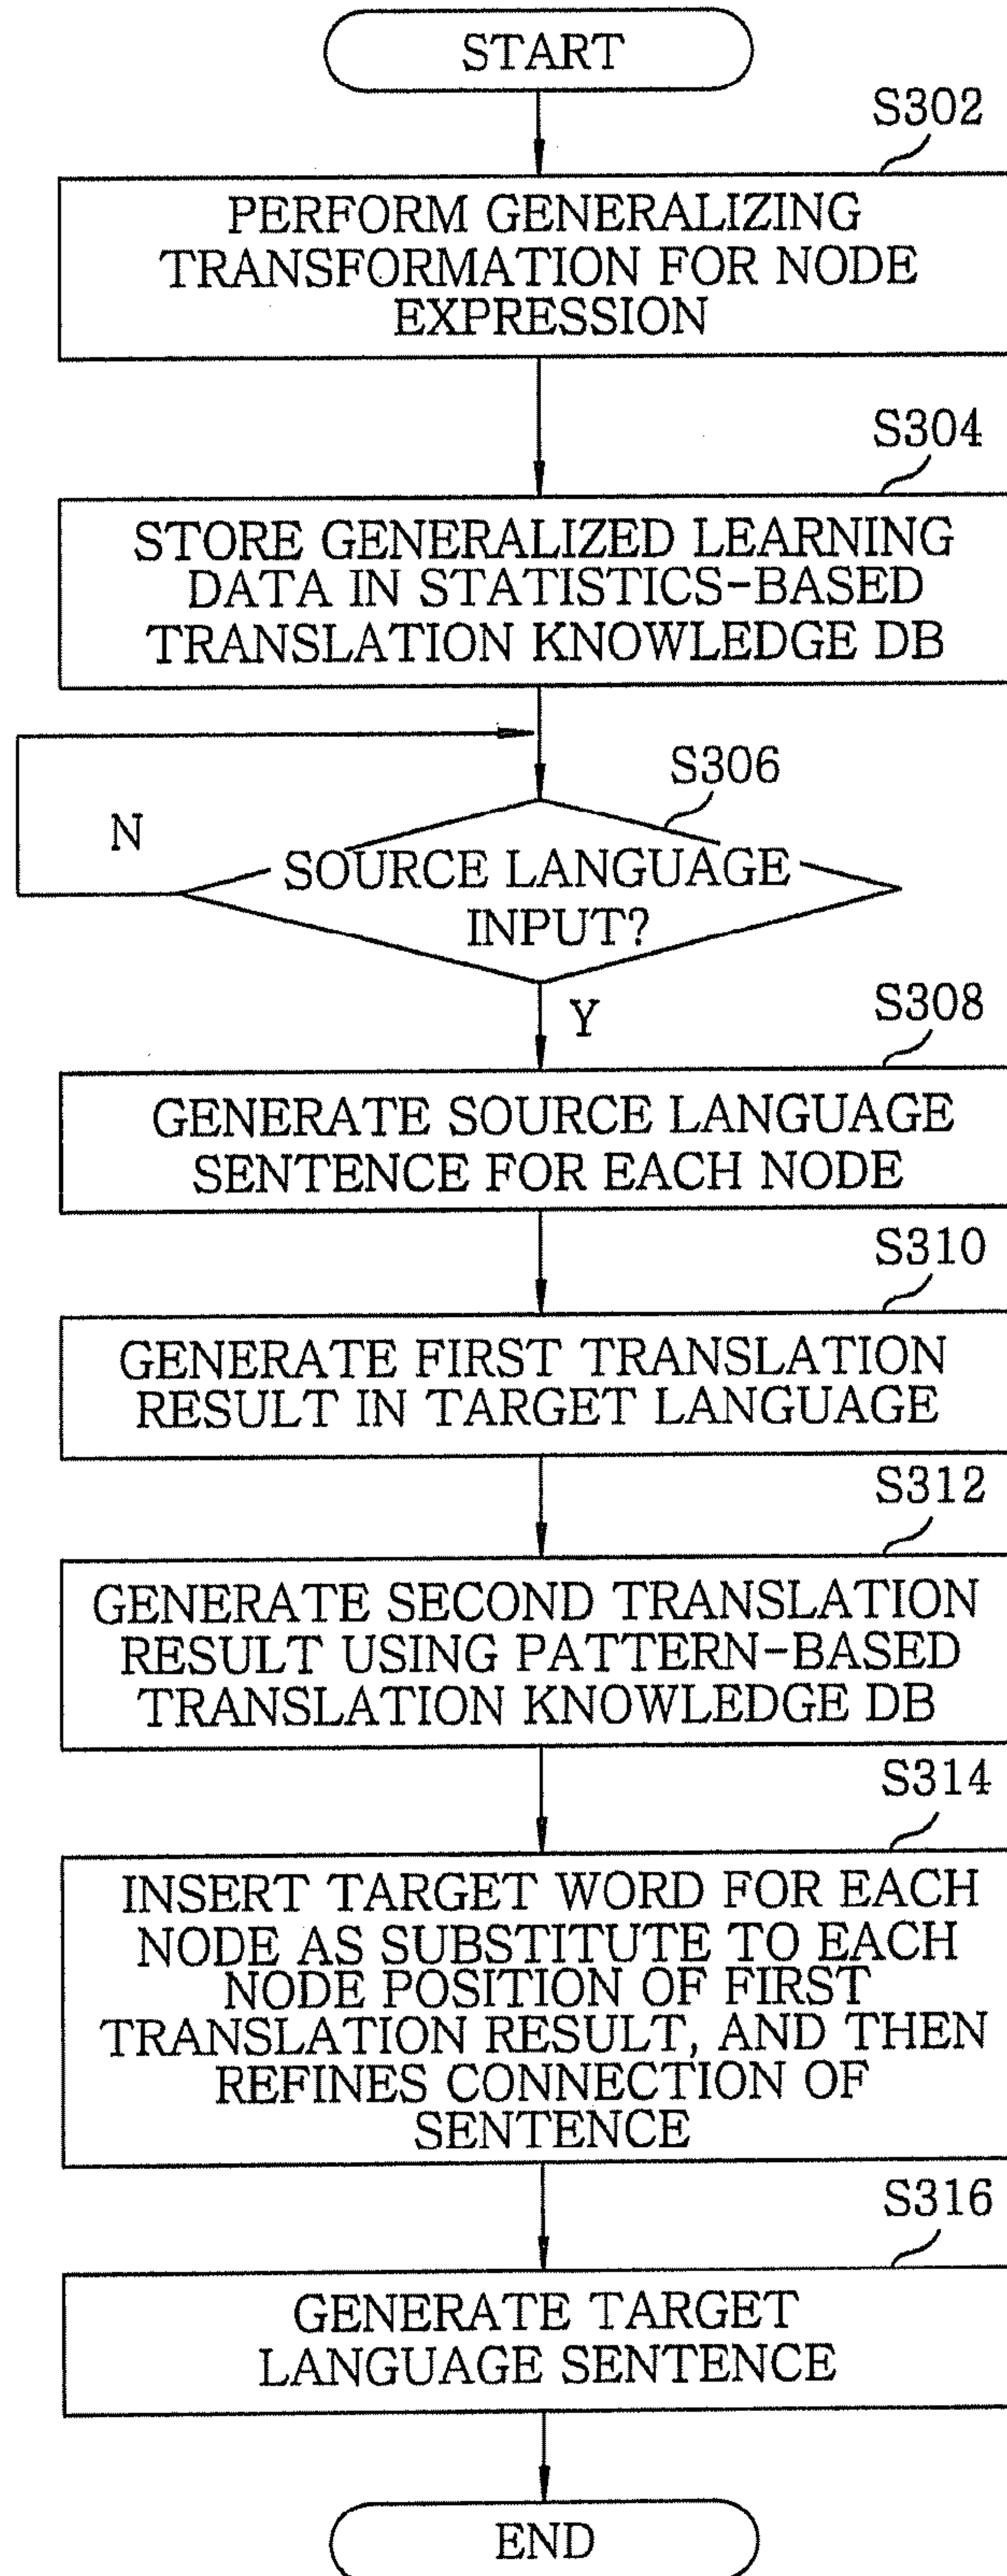 START
S302
PERFORM GENERALIZING
TRANSFORMATION FOR NODE
EXPRESSION
S304
STORE GENERALIZED LEARNING
DATA IN STATISTICS-BASED
TRANSLATION KNOWLEDGE DB
S306
N
SOURCE LANGUAGE
INPUT?
Y
S308
GENERATE SOURCE LANGUAGE
SENTENCE FOR EACH NODE
S310
GENERATE FIRST TRANSLATION
RESULT IN TARGET LANGUAGE
S312
GENERATE SECOND TRANSLATION
RESULT USING PATTERN-BASED
TRANSLATION KNOWLEDGE DB
S314
INSERT TARGET WORD FOR EACH
NODE AS SUBSTITUTE TO EACH
NODE POSITION OF FIRST
TRANSLATION RESULT, AND THEN
REFINES CONNECTION OF
SENTENCE
S316
GENERATE TARGET
LANGUAGE SENTENCE
END